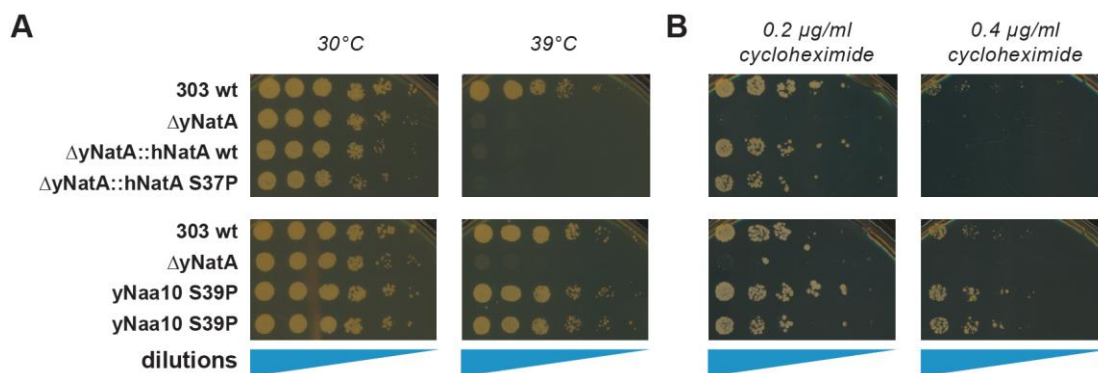 A
30°C
39°C
B
0.2 µg/ml
cycloheximide
0.4 µg/ml
cycloheximide
303 wt
ΔyNatA
ΔyNatA::hNatA wt
ΔyNatA::hNatA S37P
303 wt
ΔyNatA
yNaa10 S39P
yNaa10 S39P
dilutions